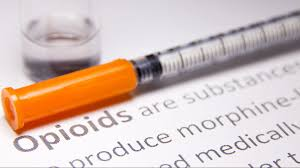 Opioids are substances
o produce morphine-l
d medically